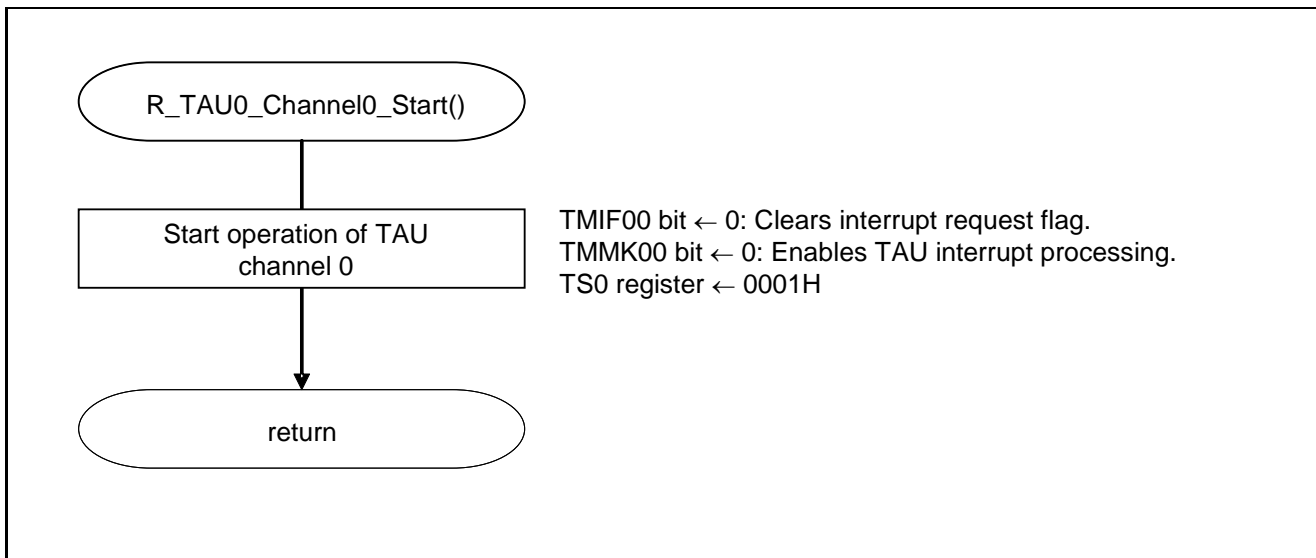 R_TAU0_Channel0_Start()
Start operation of TAU
channel 0
TMIF00 bit ← 0: Clears interrupt request flag.
TMMK00 bit ← 0: Enables TAU interrupt processing.
TS0 register ← 0001H
return